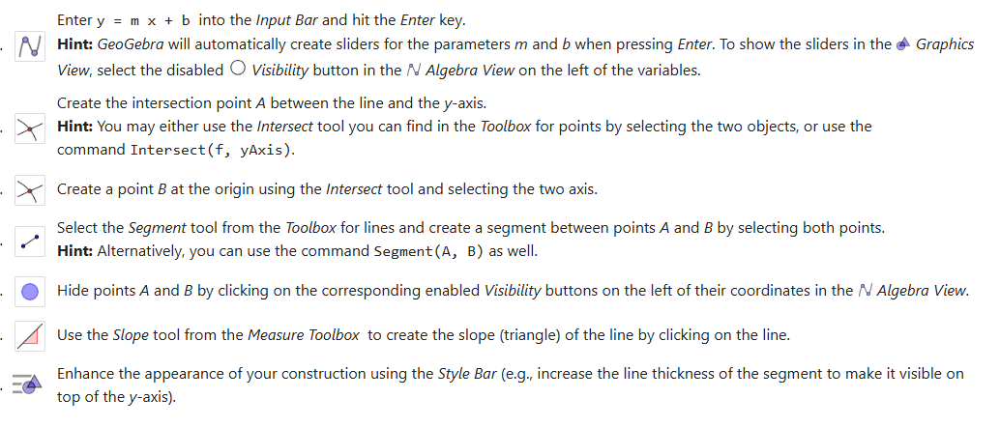 Enter y = m x + b into the Input Bar and hit the Enter key.
Hint: GeoGebra will automatically create sliders for the parameters m and b when pressing Enter. To show the sliders in the Graphics
View, select the disabled Visibility button in the Algebra View on the left of the variables.
Create the intersection point A between the line and the y-axis.
Hint: You may either use the Intersect tool you can find in the Toolbox for points by selecting the two objects, or use the
command Intersect(f, yAxis).
Create a point B at the origin using the Intersect tool and selecting the two axis.
Select the Segment tool from the Toolbox for lines and create a segment between points A and B by selecting both points.
Hint: Alternatively, you can use the command Segment(A, B) as well.
Hide points A and B by clicking on the corresponding enabled Visibility buttons on the left of their coordinates in the Algebra View.
Use the Slope tool from the Measure Toolbox to create the slope (triangle) of the line by clicking on the line.
Enhance the appearance of your construction using the Style Bar (e.g., increase the line thickness of the segment to make it visible on
top of the y-axis).